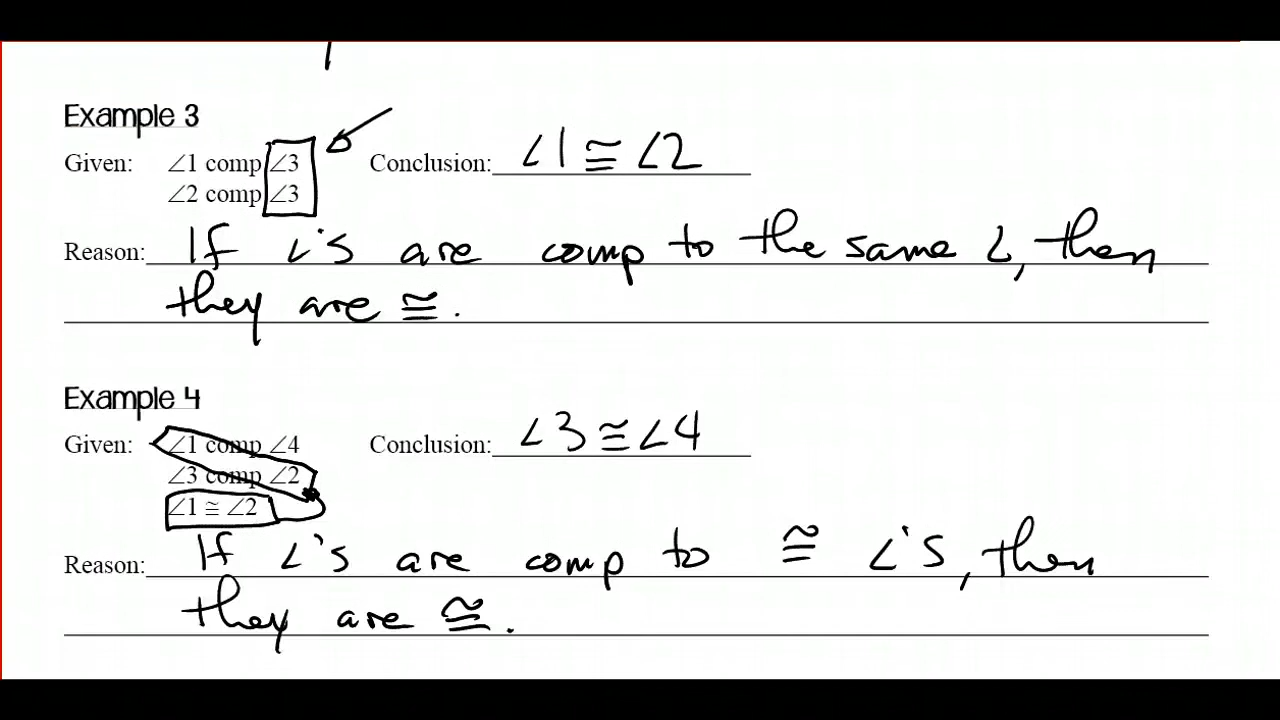 Example 3
Given: ∠1 comp ∠3 Conclusion: ∠1 ≅ ∠2
∠2 comp ∠3
Reason: If ∠'s are comp to the same ∠, then
they are ≅.
Example 4
Given: ∠1 comp ∠4 Conclusion: ∠3 ≅ ∠4
∠3 comp ∠2
∠1 ≅ ∠2
Reason: If ∠'s are comp to ≅ ∠'s, then
they are ≅.